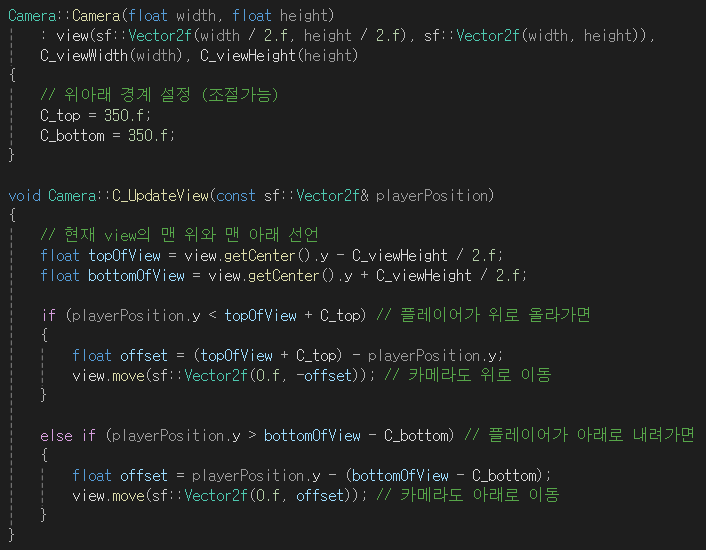 Camera::Camera(float width, float height)
: view(sf::Vector2f(width / 2.f, height / 2.f), sf::Vector2f(width, height)),
C_viewWidth(width), C_viewHeight(height)
{
// 위아래 경계 설정 (조절가능)
C_top = 350.f;
C_bottom = 350.f;
}
void Camera::C_UpdateView(const sf::Vector2f& playerPosition)
{
// 현재 view의 맨 위와 맨 아래 선언
float topOfView = view.getCenter().y - C_viewHeight / 2.f;
float bottomOfView = view.getCenter().y + C_viewHeight / 2.f;
if (playerPosition.y < topOfView + C_top) // 플레이어가 위로 올라가면
{
float offset = (topOfView + C_top) - playerPosition.y;
view.move(sf::Vector2f(0.f, -offset)); // 카메라도 위로 이동
}
else if (playerPosition.y > bottomOfView - C_bottom) // 플레이어가 아래로 내려가면
{
float offset = playerPosition.y - (bottomOfView - C_bottom);
view.move(sf::Vector2f(0.f, offset)); // 카메라도 아래로 이동
}
}